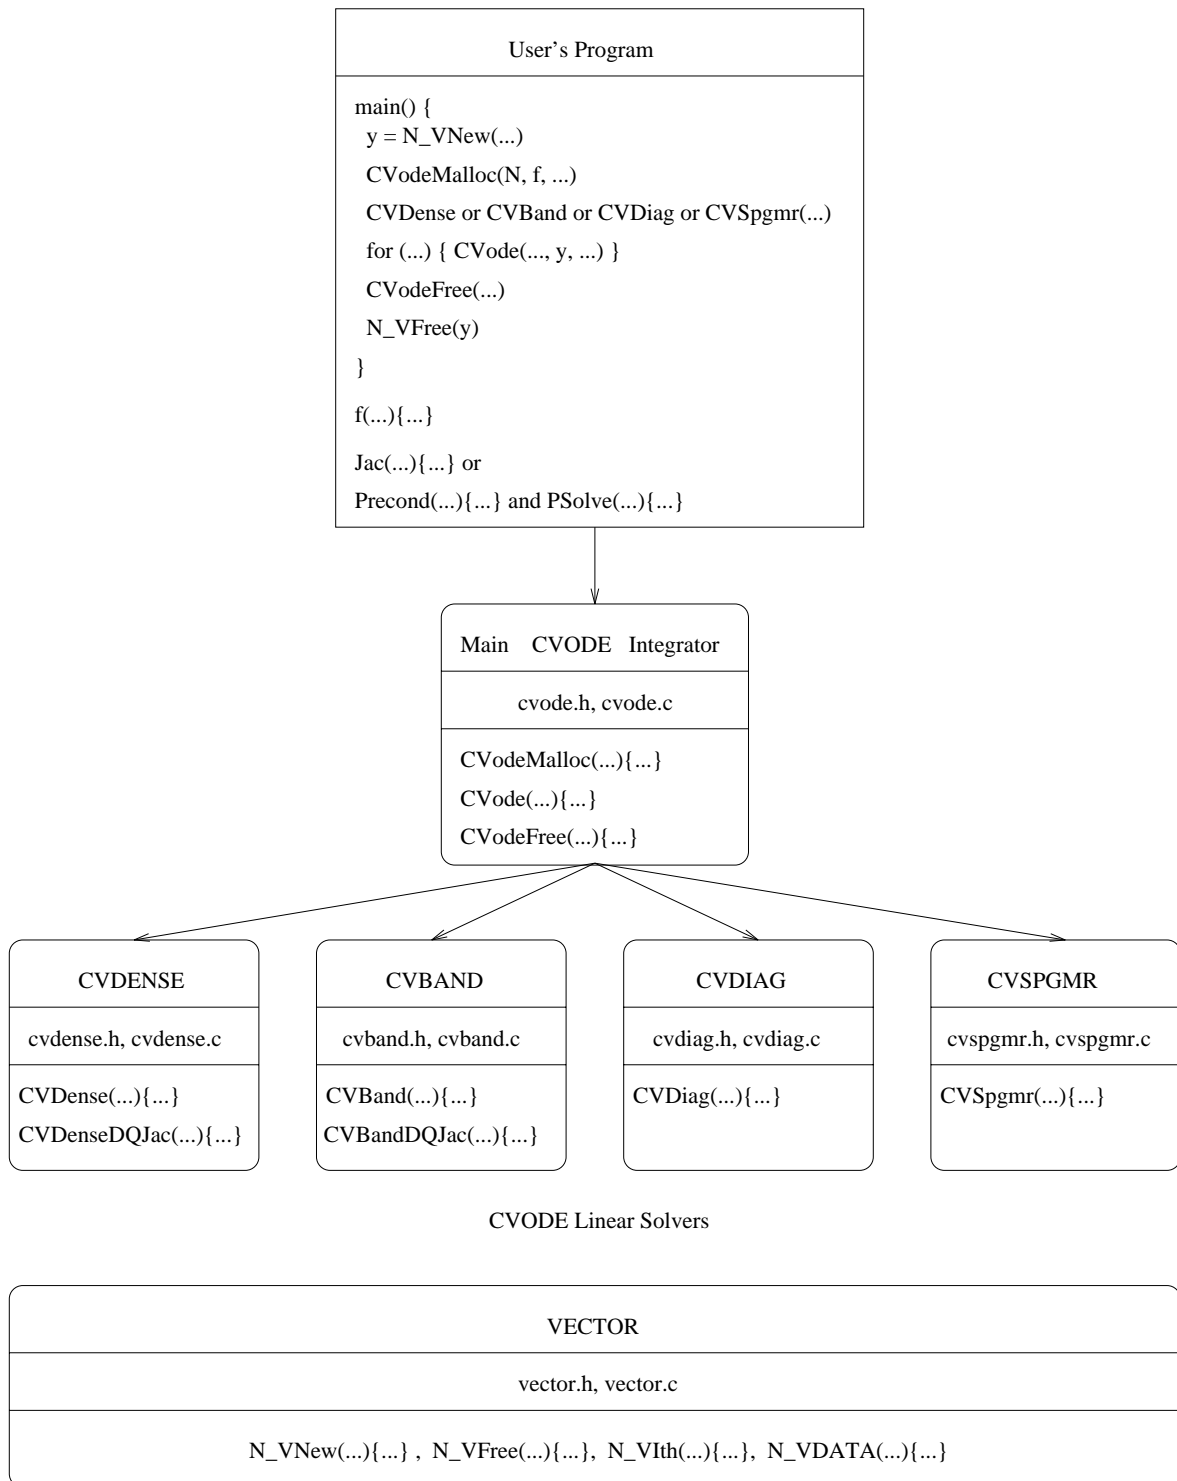 User's Program
main() {
y = N_VNew(...)
CVodeMalloc(N, f, ...)
CVDense or CVBand or CVDiag or CVSpgmr(...)
for (...) { CVode(..., y, ...) }
CVodeFree(...)
N_VFree(y)
}
f(...){...}
Jac(...){...} or
Precond(...){...} and PSolve(...){...}
Main CVODE Integrator
cvode.h, cvode.c
CVodeMalloc(...){...}
CVode(...){...}
CVodeFree(...){...}
CVDENSE
cvdense.h, cvdense.c
CVDense(...){...}
CVDenseDQJac(...){...}
CVBAND
cvband.h, cvband.c
CVBand(...){...}
CVBandDQJac(...){...}
CVDIAG
cvdiag.h, cvdiag.c
CVDiag(...){...}
CVSPGMR
cvspgmr.h, cvspgmr.c
CVSpgmr(...){...}
CVODE Linear Solvers
VECTOR
vector.h, vector.c
N_VNew(...){...} , N_VFree(...){...}, N_VIth(...){...}, N_VDATA(...){...}